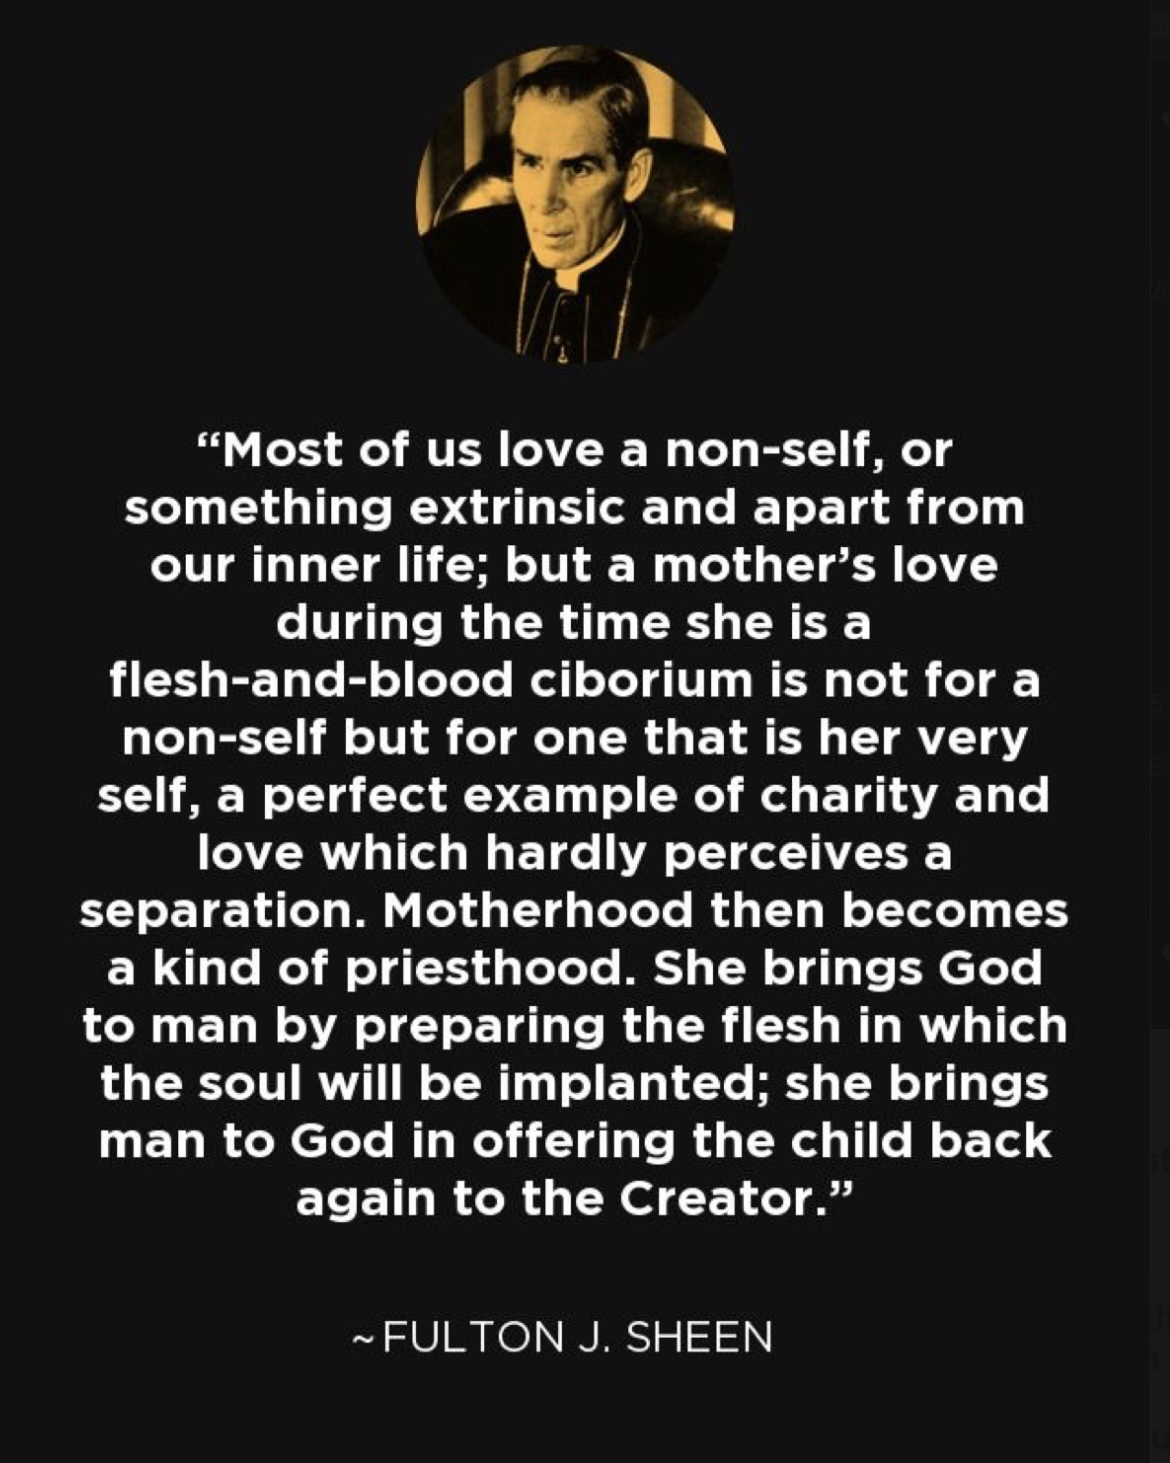 “Most of us love a non-self, or
something extrinsic and apart from
our inner life; but a mother’s love
during the time she is a
flesh-and-blood ciborium is not for a
non-self but for one that is her very
self, a perfect example of charity and
love which hardly perceives a
separation. Motherhood then becomes
a kind of priesthood. She brings God
to man by preparing the flesh in which
the soul will be implanted; she brings
man to God in offering the child back
again to the Creator.”
~ FULTON J. SHEEN